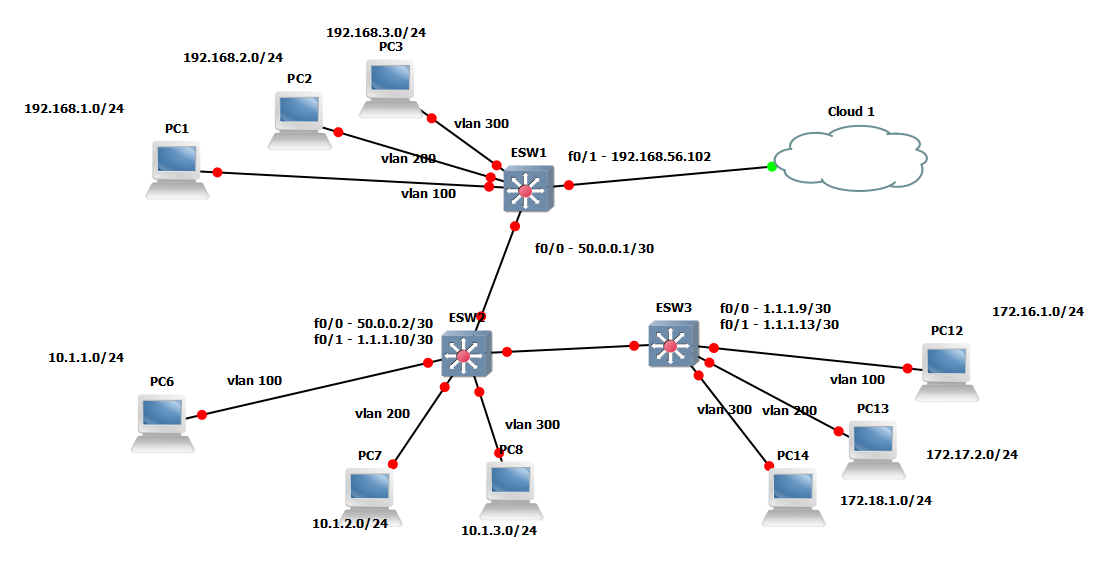 192.168.3.0/24
PC3
192.168.2.0/24
PC2
192.168.1.0/24
PC1
vlan 300
vlan 200
vlan 100
ESW1
f0/1 - 192.168.56.102
Cloud 1
f0/0 - 50.0.0.1/30
ESW2
f0/0 - 50.0.0.2/30
f0/1 - 1.1.1.10/30
ESW3
f0/0 - 1.1.1.9/30
f0/1 - 1.1.1.13/30
172.16.1.0/24
PC12
10.1.1.0/24
PC6
vlan 100
vlan 200
vlan 300
vlan 100
vlan 300
vlan 200
PC13
172.17.2.0/24
PC7
10.1.2.0/24
PC8
10.1.3.0/24
PC14
172.18.1.0/24